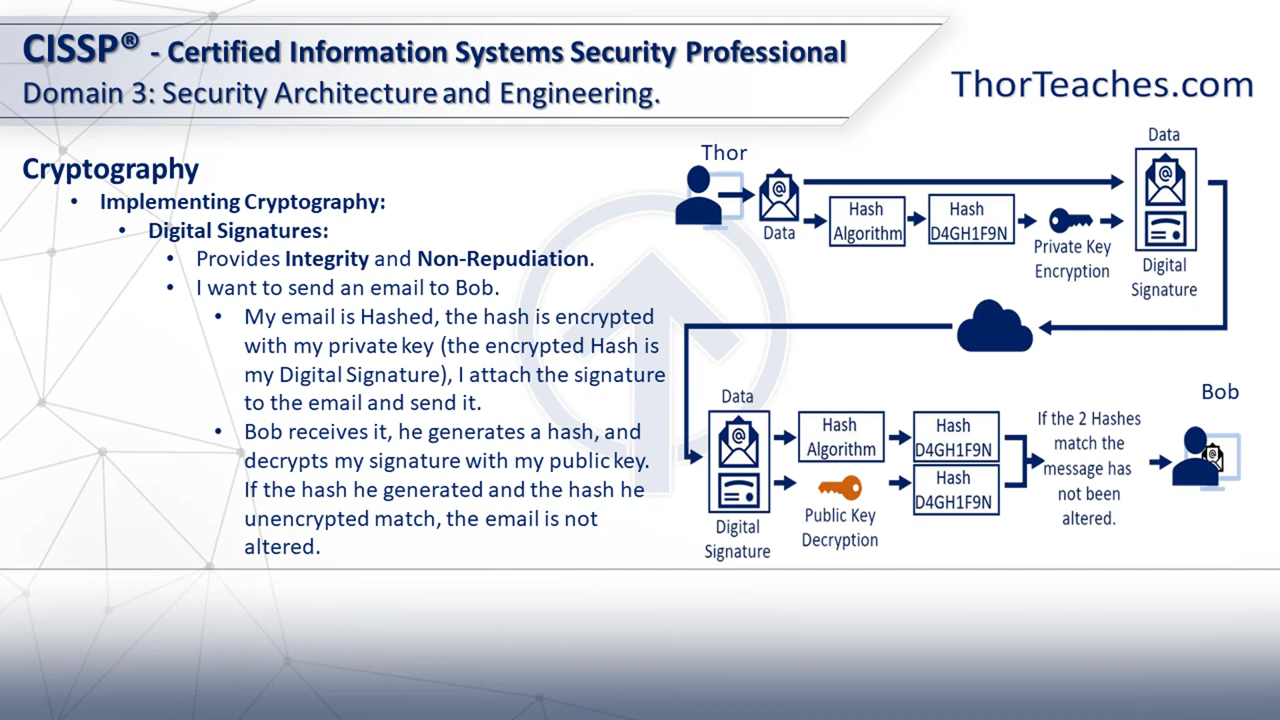 CISSP® - Certified Information Systems Security Professional
Domain 3: Security Architecture and Engineering.
ThorTeaches.com
Cryptography
• Implementing Cryptography:
• Digital Signatures:
• Provides Integrity and Non-Repudiation.
• I want to send an email to Bob.
• My email is Hashed, the hash is encrypted
with my private key (the encrypted Hash is
my Digital Signature), I attach the signature
to the email and send it.
• Bob receives it, he generates a hash, and
decrypts my signature with my public key.
If the hash he generated and the hash he
unencrypted match, the email is not
altered.
Thor
@
Data
Hash
Algorithm
Hash
D4GH1F9N
Private Key
Encryption
Data
@
Digital
Signature
Data
@
Digital
Signature
Hash
Algorithm
Hash
D4GH1F9N
Public Key
Decryption
Hash
D4GH1F9N
If the 2 Hashes
match the
message has
not been
altered.
Bob
@